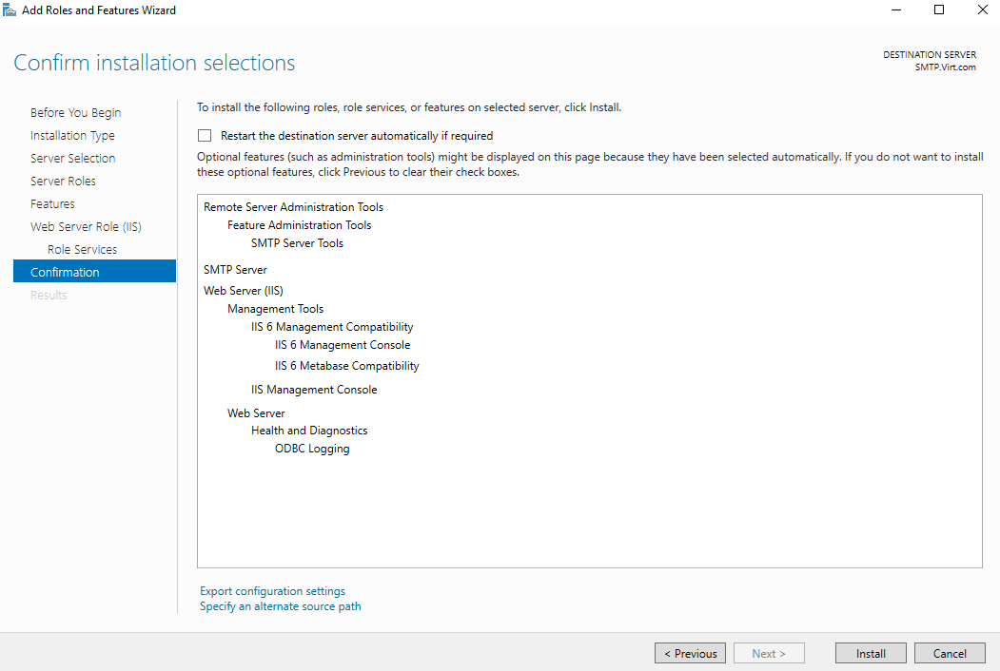 Add Roles and Features Wizard
Confirm installation selections
DESTINATION SERVER
SMTP.Virt.com
Before You Begin
Installation Type
Server Selection
Server Roles
Features
Web Server Role (IIS)
Role Services
Confirmation
Results
To install the following roles, role services, or features on selected server, click Install.
Restart the destination server automatically if required
Optional features (such as administration tools) might be displayed on this page because they have been selected automatically. If you do not want to install
these optional features, click Previous to clear their check boxes.
Remote Server Administration Tools
Feature Administration Tools
SMTP Server Tools
SMTP Server
Web Server (IIS)
Management Tools
IIS 6 Management Compatibility
IIS 6 Management Console
IIS 6 Metabase Compatibility
IIS Management Console
Web Server
Health and Diagnostics
ODBC Logging
Export configuration settings
Specify an alternate source path
< Previous
Next >
Install
Cancel